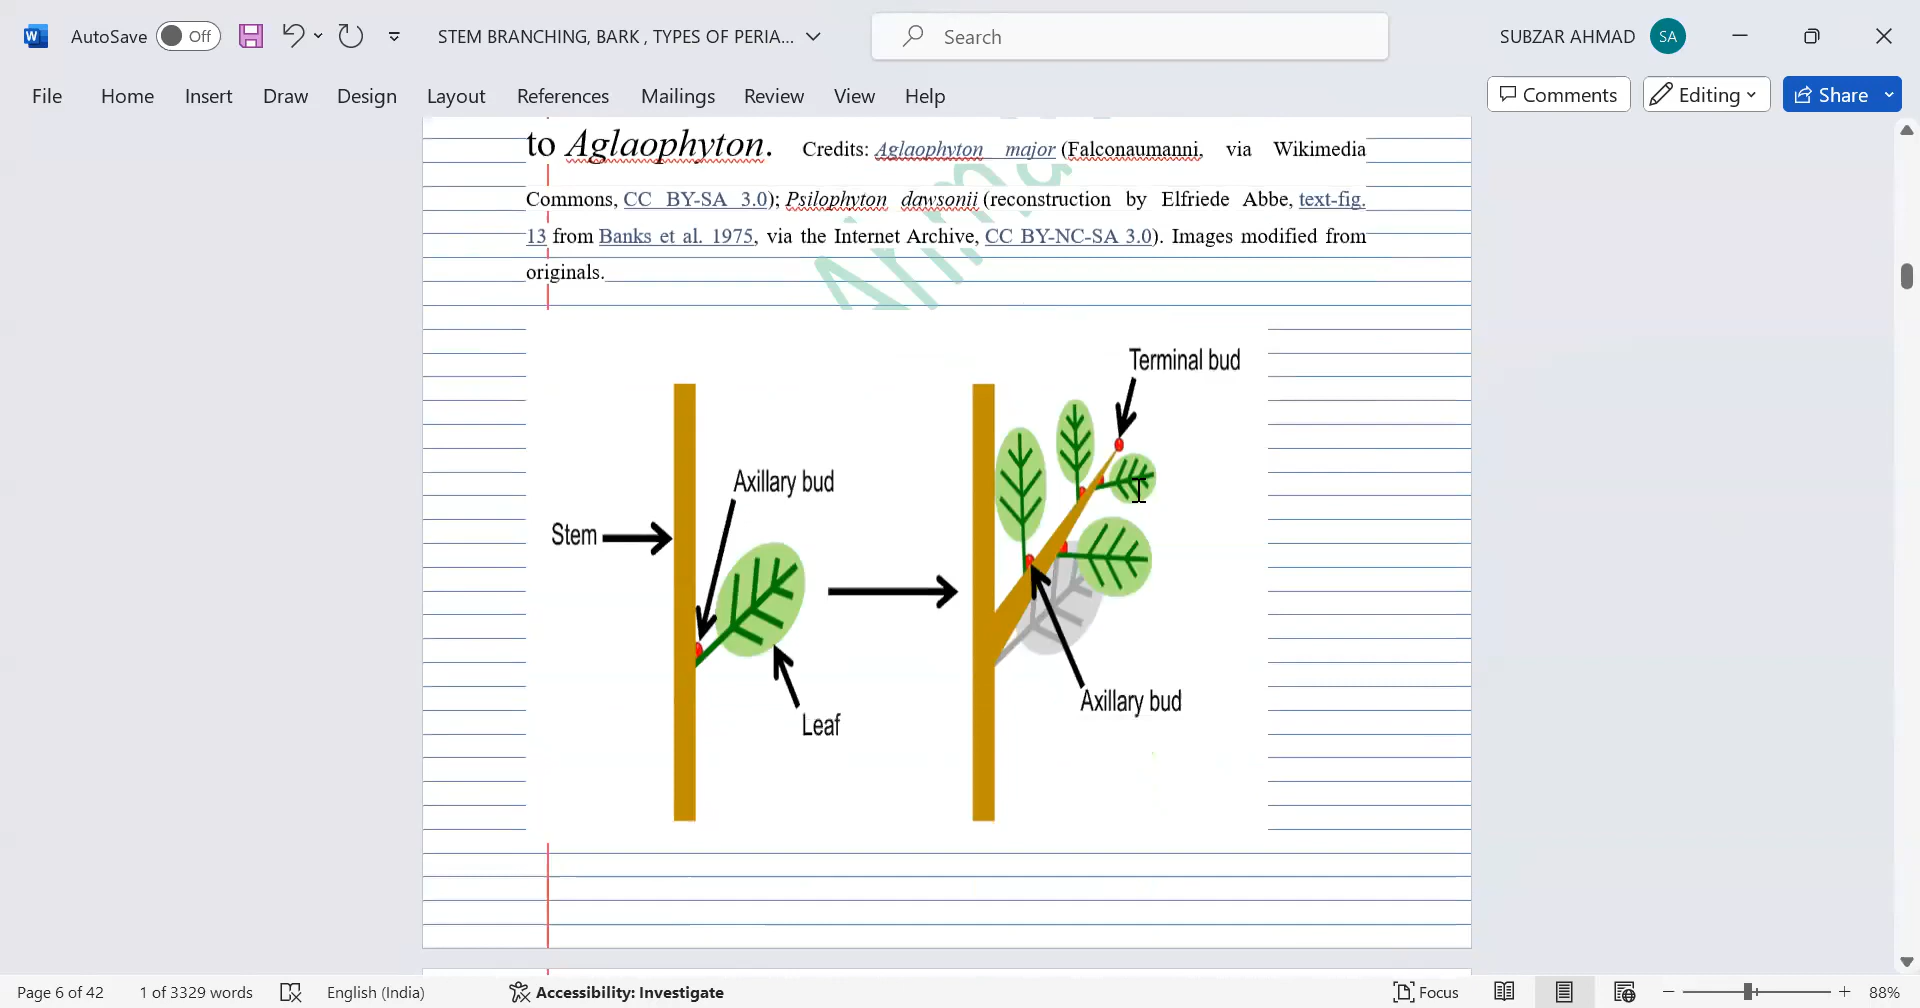 AutoSave Off STEM BRANCHING, BARK , TYPES OF PERIA... Search SUBZAR AHMAD SA
File Home Insert Draw Design Layout References Mailings Review View Help Comments Editing Share
to Aglaophyton. Credits: Aglaophyton major (Falconaumanni, via Wikimedia
Commons, CC BY-SA 3.0); Psilophyton dawsonii (reconstruction by Elfriede Abbe, text-fig.
13 from Banks et al. 1975, via the Internet Archive, CC BY-NC-SA 3.0). Images modified from
originals.
Terminal bud
Axillary bud
Stem
Axillary bud
Leaf
Page 6 of 42 1 of 3329 words English (India) Accessibility: Investigate Focus 88%